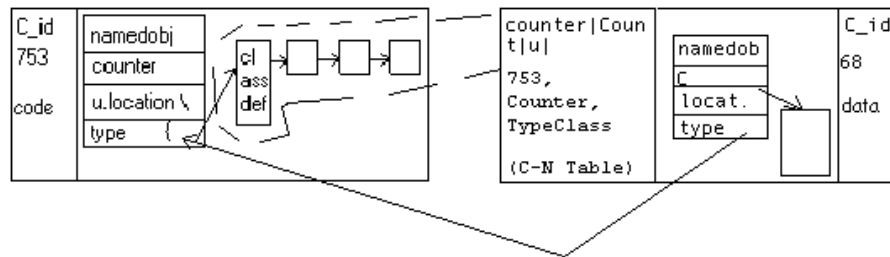 C_id
753
code
namedobj
counter
u.location \
type
cl
ass
def
counter|Coun
t|u|
753,
Counter,
TypeClass
(C-N Table)
namedob
C
locat.
type
C_id
68
data